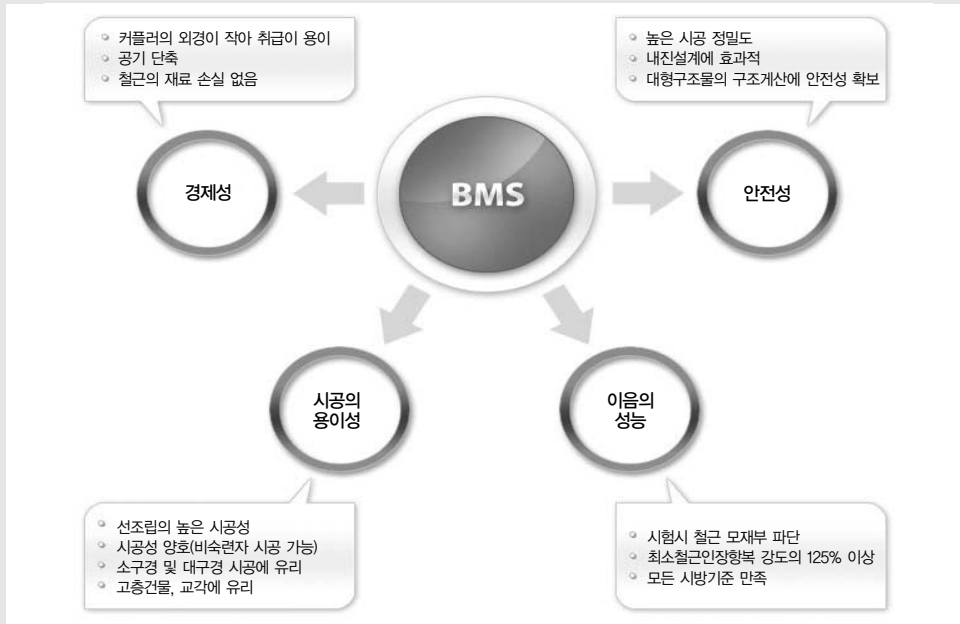 커플러의 외경이 작아 취급이 용이
공기 단축
철근의 재료 손실 없음
높은 시공 정밀도
내진설계에 효과적
대형구조물의 구조게산에 안전성 확보
경제성
BMS
안전성
시공의
용이성
이음의
성능
선조립의 높은 시공성
시공성 양호(비숙련자 시공 가능)
소구경 및 대구경 시공에 유리
고층건물, 교각에 유리
시험시 철근 모재부 파단
최소철근인장항복 강도의 125% 이상
모든 시방기준 만족